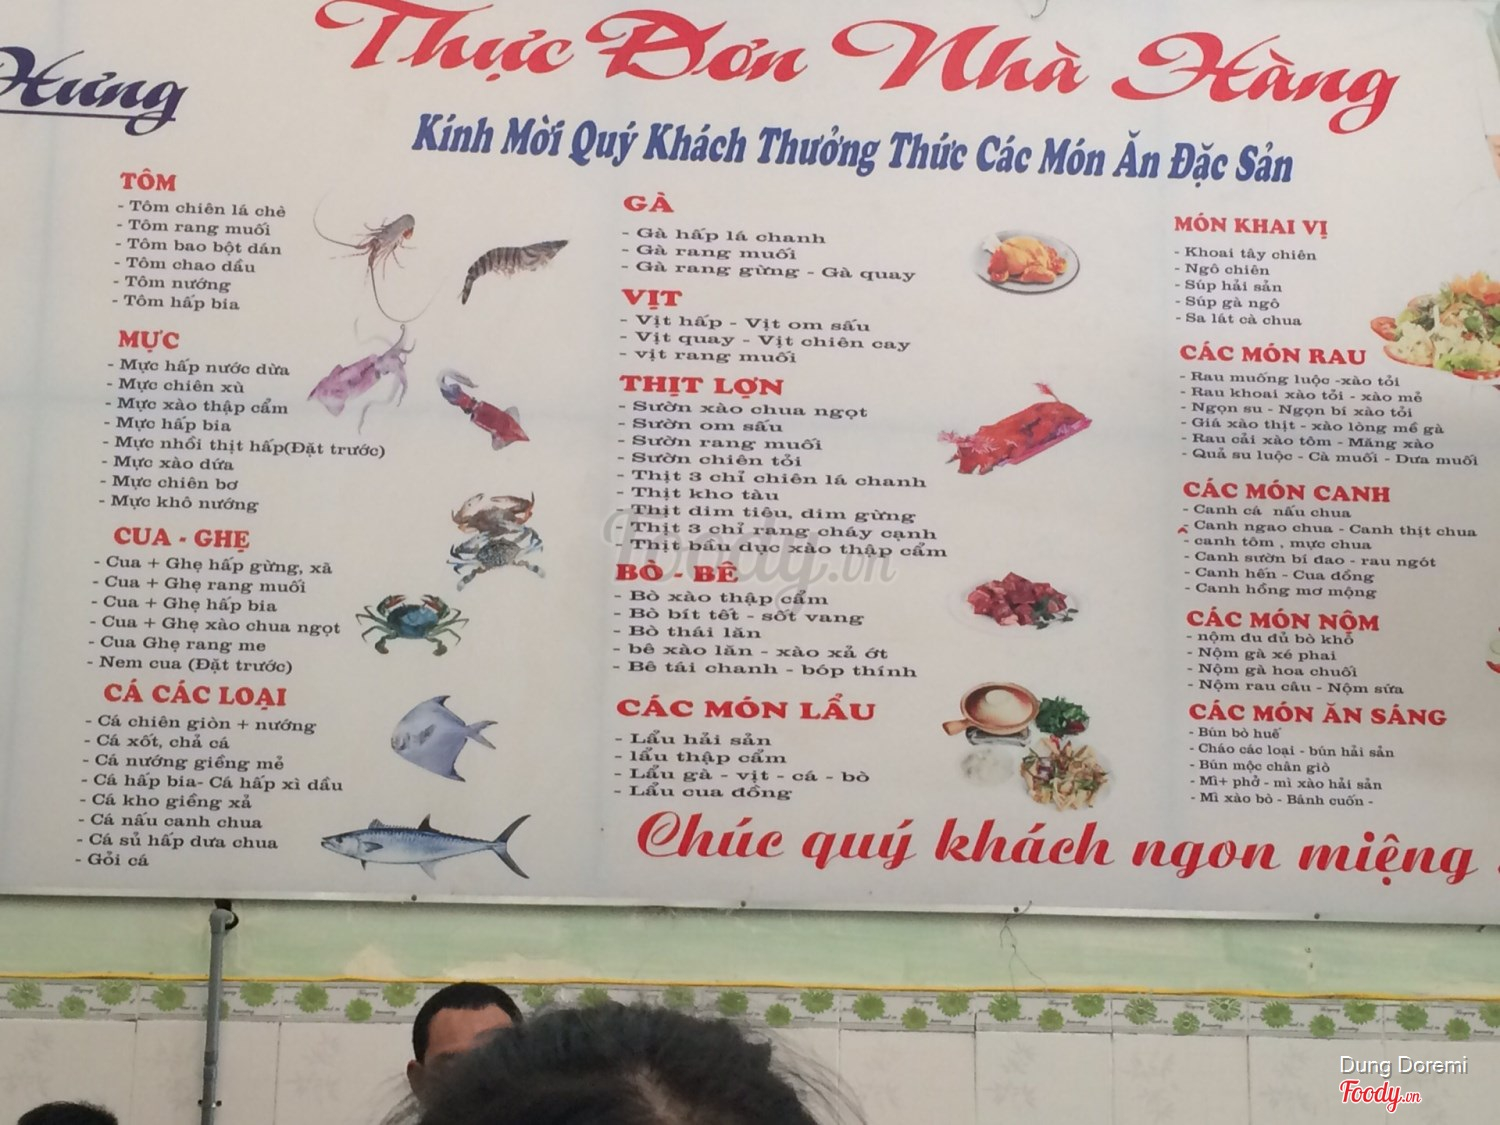 Hưng
Thực Đơn Nhà Hàng
Kính Mời Quý Khách Thưởng Thức Các Món Ăn Đặc Sản
TÔM
- Tôm chiên lá chè
- Tôm rang muối
- Tôm bao bột dán
- Tôm chao dầu
- Tôm nướng
- Tôm hấp bia
MỰC
- Mực hấp nước dừa
- Mực chiên xù
- Mực xào thập cẩm
- Mực hấp bia
- Mực nhồi thịt hấp(Đặt trước)
- Mực xào dứa
- Mực chiên bơ
- Mực khô nướng
CUA - GHẸ
- Cua + Ghẹ hấp gừng, xã
- Cua + Ghẹ rang muối
- Cua + Ghẹ hấp bia
- Cua + Ghẹ xào chua ngọt
- Cua Ghẹ rang me
- Nem cua (Đặt trước)
CÁ CÁC LOẠI
- Cá chiên giòn + nướng
- Cá xốt, chả cá
- Cá nướng giềng mẻ
- Cá hấp bia- Cá hấp xì dầu
- Cá kho giềng xả
- Cá nấu canh chua
- Cá sủ hấp dưa chua
- Gỏi cá
GÀ
- Gà hấp lá chanh
- Gà rang muối
- Gà rang gừng - Gà quay
VỊT
- Vịt hấp - Vịt om sấu
- Vịt quay - Vịt chiên cay
- vịt rang muối
THỊT LỢN
- Sườn xào chua ngọt
- Sườn om sấu
- Sườn rang muối
- Sườn chiên tỏi
- Thịt 3 chỉ chiên lá chanh
- Thịt kho tàu
- Thịt dim tiêu, dim gừng
- Thịt 3 chỉ rang cháy cạnh
- Thịt bầu dục xào thập cẩm
BÒ - BÊ
- Bò xào thập cẩm
- Bò bít tết - sốt vang
- Bò thái lăn
- bê xào lăn - xào xả ớt
- Bê tái chanh - bóp thính
CÁC MÓN LẨU
- Lẩu hải sản
- lẩu thập cẩm
- Lẩu gà - vịt - cá - bò
- Lẩu cua đồng
MÓN KHAI VỊ
- Khoai tây chiên
- Ngô chiên
- Súp hải sản
- Súp gà ngô
- Sa lát cà chua
CÁC MÓN RAU
- Rau muống luộc -xào tỏi
- Rau khoai xào tỏi - xào mẻ
- Ngọn su - Ngọn bí xào tỏi
- Giá xào thịt - xào lòng mề gà
- Rau cải xào tôm - Măng xào
- Quả su luộc - Cà muối - Dưa muối
CÁC MÓN CANH
- Canh cá nấu chua
- Canh ngao chua - Canh thịt chua
- canh tôm , mực chua
- Canh sườn bí đao - rau ngót
- Canh hến - Cua đồng
- Canh hồng mơ mộng
CÁC MÓN NỘM
- nộm đu đủ bò khô
- Nộm gà xé phai
- Nộm gà hoa chuối
- Nộm rau câu - Nộm sứa
CÁC MÓN ĂN SÁNG
- Bún bò huế
- Cháo các loại - bún hải sản
- Bún mộc chân giò
- Mì+ phở - mì xào hải sản
- Mì xào bò - Bánh cuốn -
Chúc quý khách ngon miệng !
Foody.vn
Dung Doremi
Foody.vn